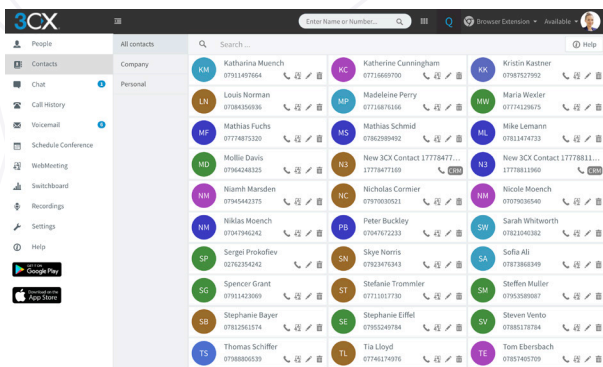 3CX
Enter Name or Number...
Browser Extension
Available
People
Contacts
Chat
Call History
Voicemail
Schedule Conference
WebMeeting
Switchboard
Recordings
Settings
Help
GET IT ON
Google Play
Download on the
App Store
All contacts
Company
Personal
Search ...
Help
KM Katharina Muench 07911497664
KC Katherine Cunningham 07716669700
KK Kristin Kastner 07987527992
LN Louis Norman 07084356936
MP Madeleine Perry 07716876166
MW Maria Wexler 07774129675
MF Mathias Fuchs 07774875320
MS Mathias Schmid 07862989492
ML Mike Lemann 07811474733
MD Mollie Davis 07964248325
N3 New 3CX Contact 17778477... 17778477169 CRM
N3 New 3CX Contact 17778811... 17778811960 CRM
NM Niamh Marsden 07945442375
NC Nicholas Cormier 07970030521
NM Nicole Moench 07079036540
NM Niklas Moench 07047946242
PB Peter Buckley 07047672233
SW Sarah Whitworth 07821040382
SP Sergei Prokofiev 02762354242
SN Skye Norris 07923476343
SA Sofia Ali 07873868349
SG Spencer Grant 07911423069
ST Stefanie Trommler 07711017730
SM Steffen Muller 07953589087
SB Stephanie Bayer 07812561574
SE Stephanie Eiffel 07955249784
SV Steven Vento 07885178784
TS Thomas Schiffer 07988806539
TL Tia Lloyd 07746174976
TE Tom Ebersbach 07857405709